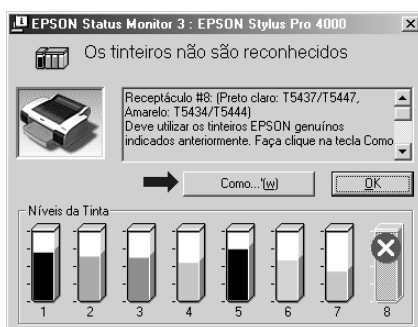 EPSON Status Monitor 3 : EPSON Stylus Pro 4000
Os tinteiros não são reconhecidos
Receptáculo #8: (Preto claro: T5437/T5447,
Amarelo: T5434/T5444)
Deve utilizar os tinteiros EPSON genuínos
indicados anteriormente. Faça clique na tecla Como
Como...'(w)
OK
Níveis da Tinta
1 2 3 4 5 6 7 8